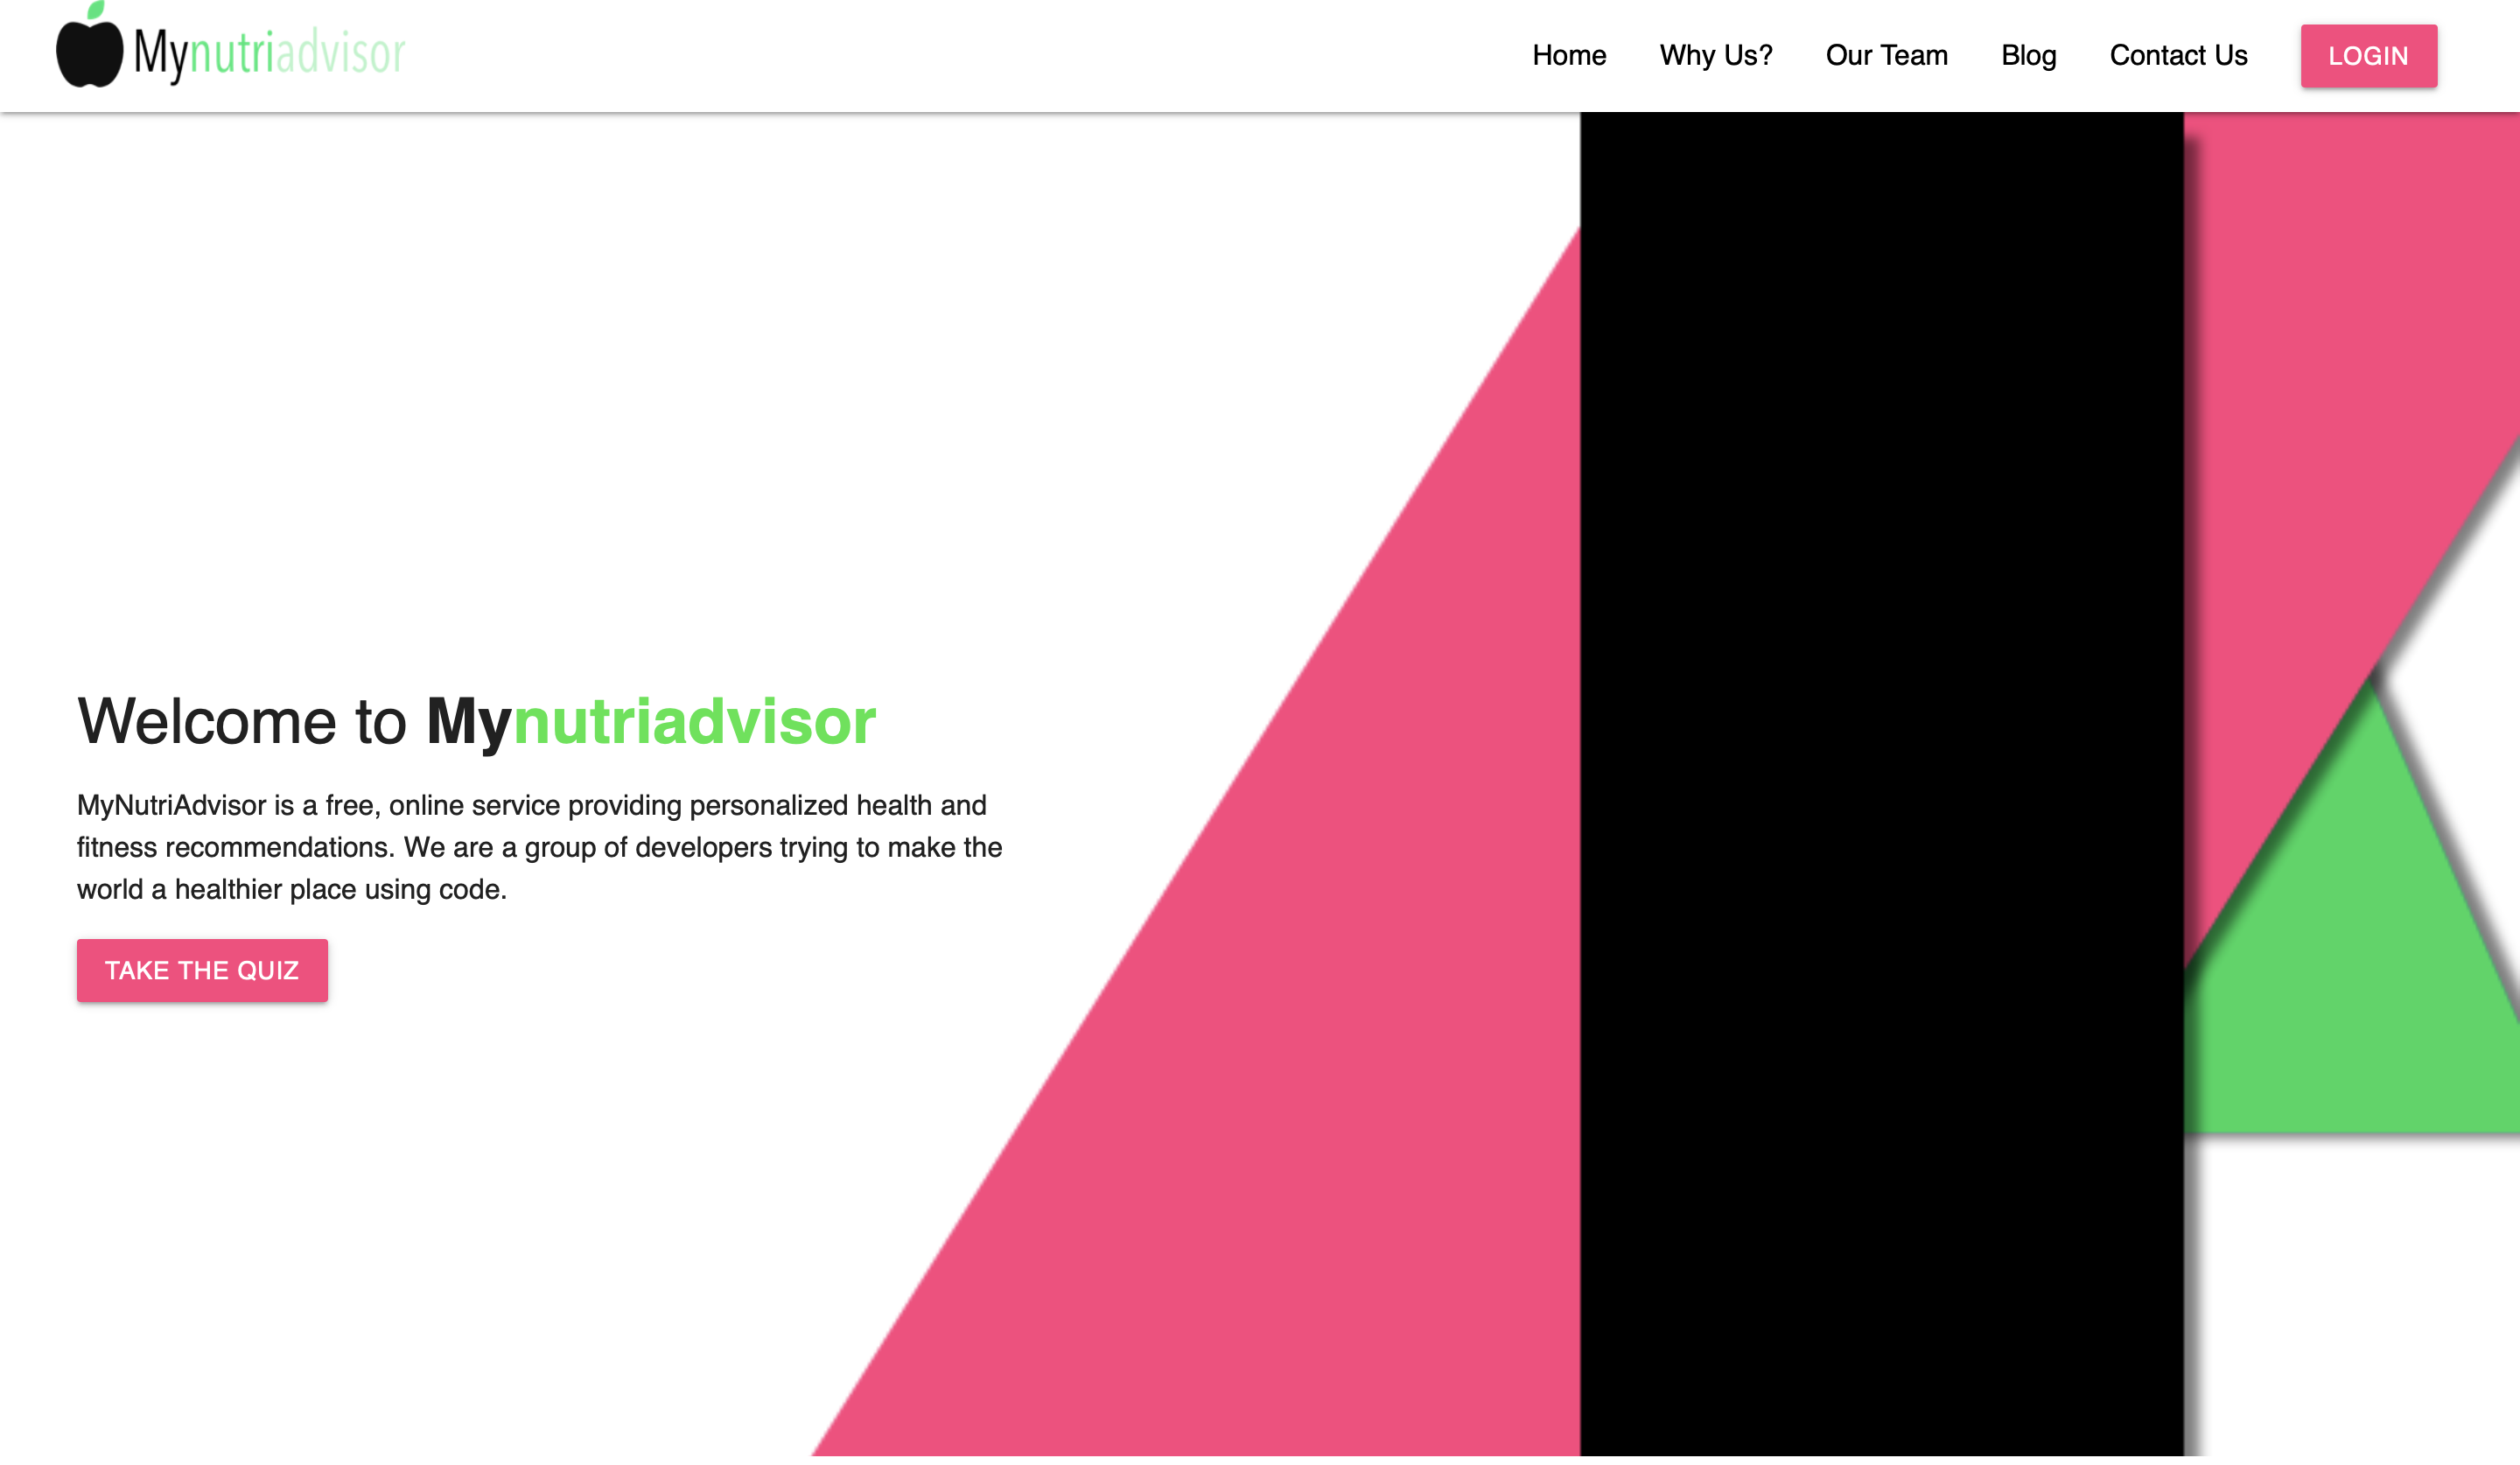 Mynutriadvisor
Home
Why Us?
Our Team
Blog
Contact Us
LOGIN
Welcome to Mynutriadvisor
MyNutriAdvisor is a free, online service providing personalized health and
fitness recommendations. We are a group of developers trying to make the
world a healthier place using code.
TAKE THE QUIZ